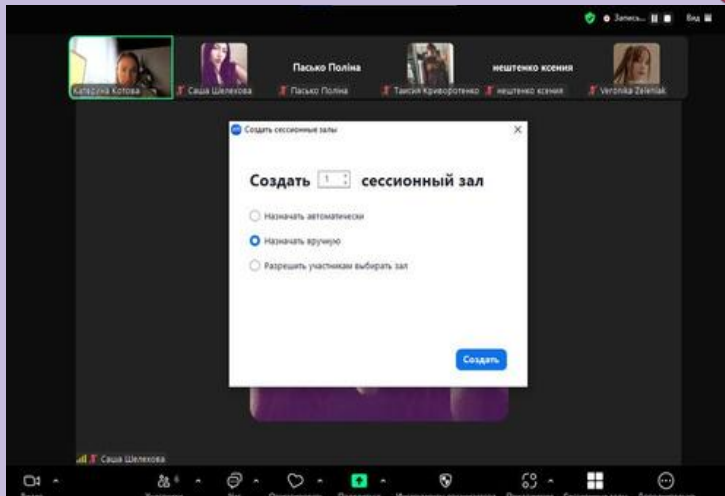 Запись...
Вид
Пасько Поліна
нештенко ксения
Катерина Котова
Саша Шелехова
Пасько Поліна
Таисия Криворотенко
нештенко ксения
Veronika Zeleniak
Создать сессионные залы
Создать 1 сессионный зал
Назначать автоматически
Назначать вручную
Разрешить участникам выбирать зал
Создать
Саша Шелехова
6